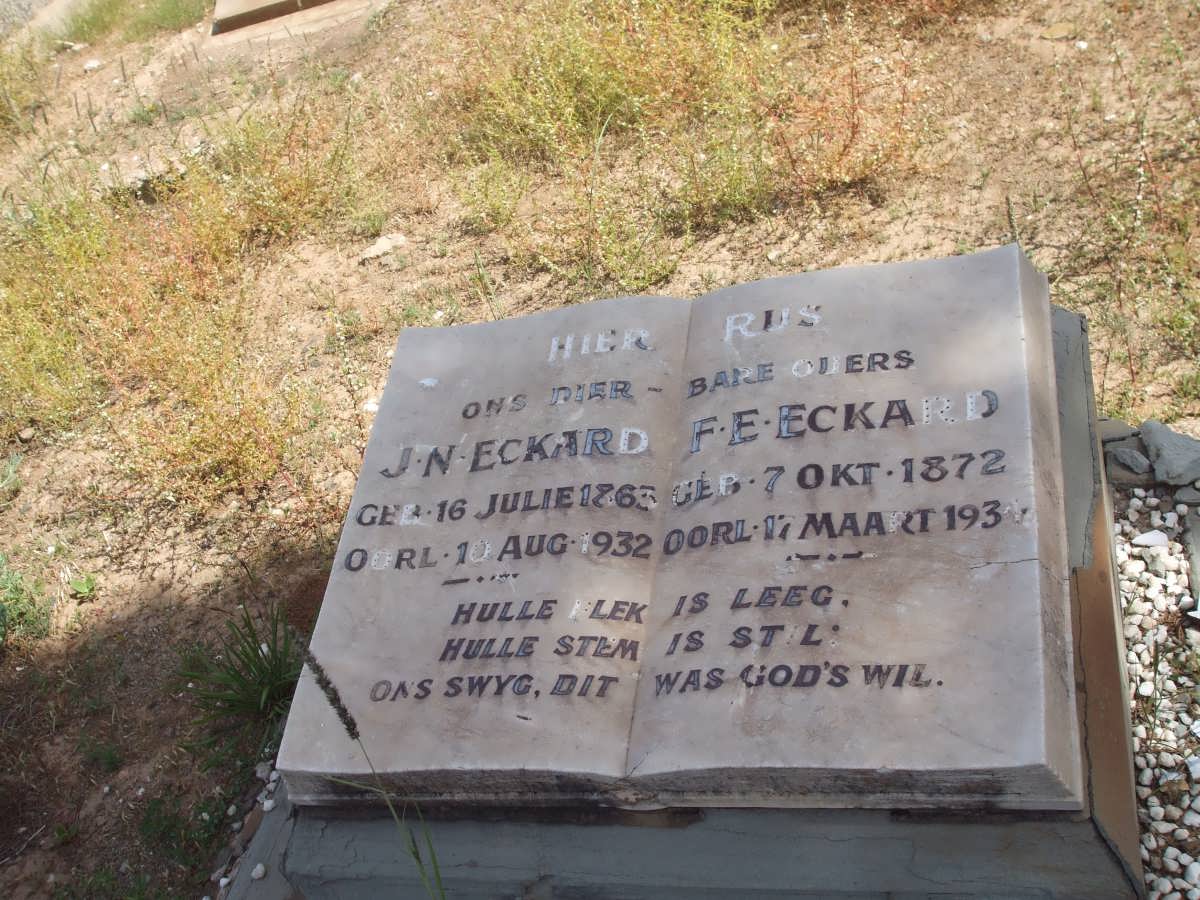 HIER RUS
ONS DIER-BARE OUERS
J·N·ECKARD F·E·ECKARD
GEB·16 JULIE 1863 GEB·7 OKT·1872
OORL·10 AUG·1932 OORL·17 MAART
HULLE PLEK IS LEEG,
HULLE STEM IS STIL·
ONS SWYG, DIT WAS GOD'S WIL.